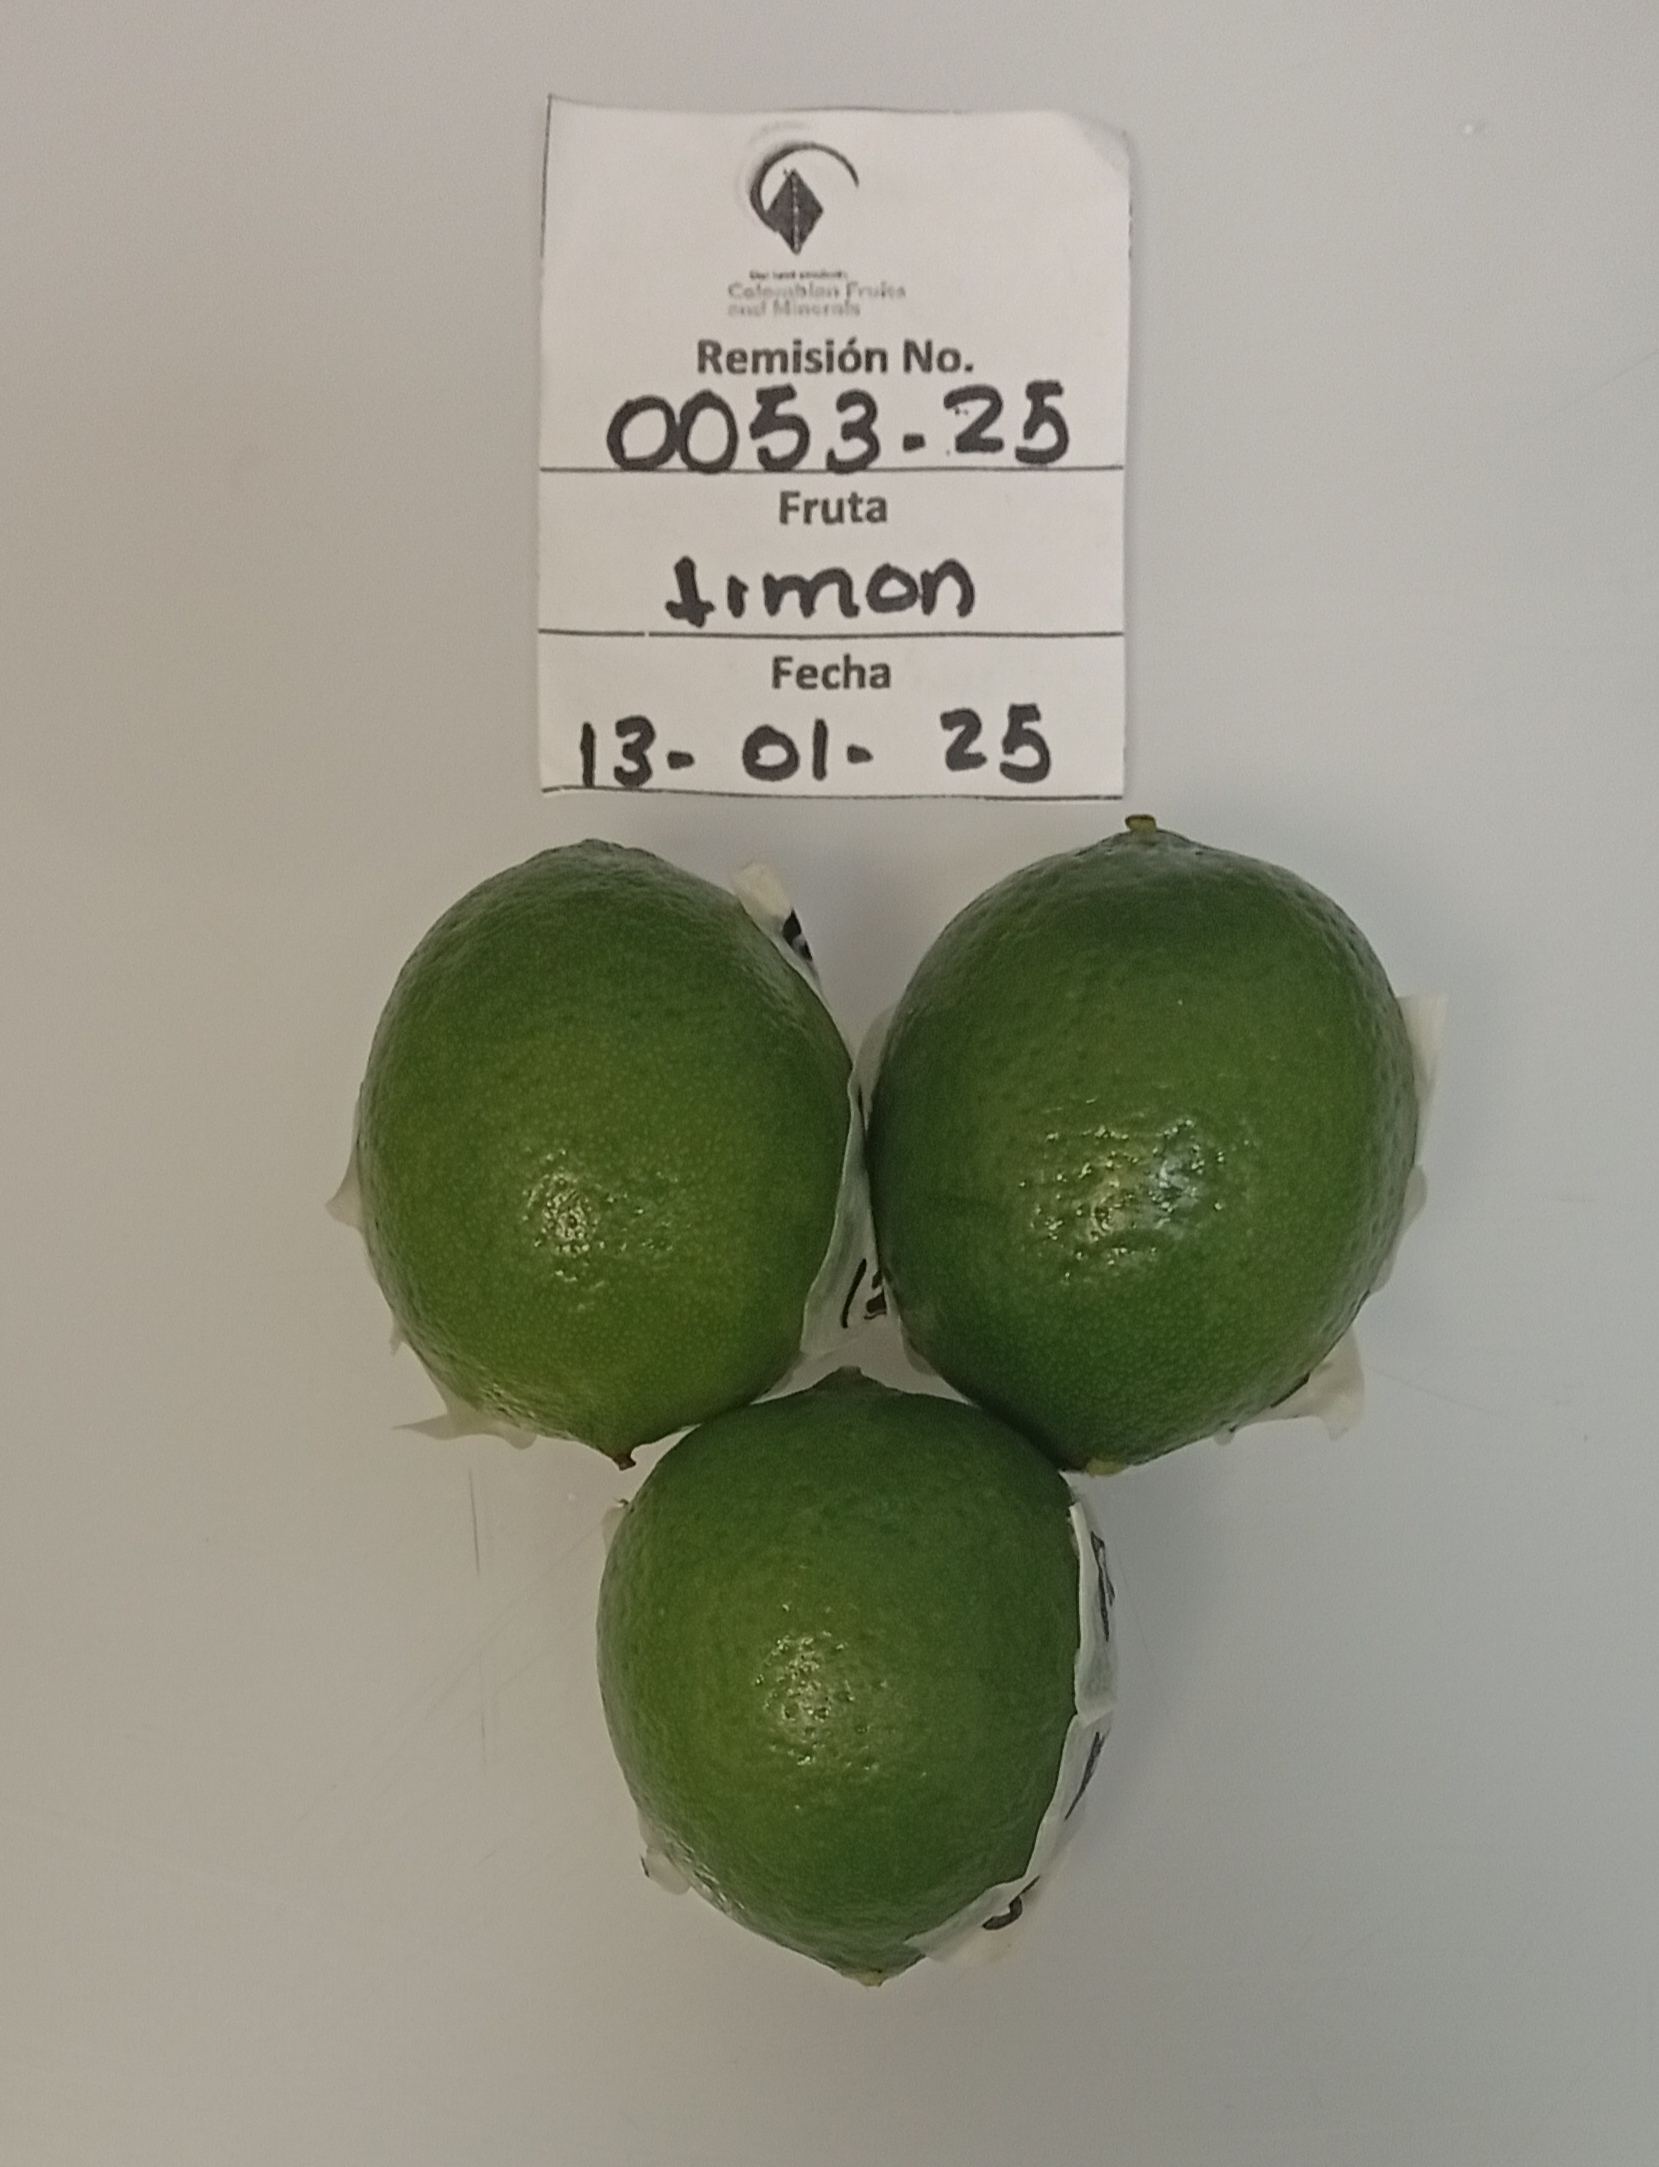 Colombian Fruits
and Minerals
Remisión No.
0053-25
Fruta
Limon
Fecha
13-01-25